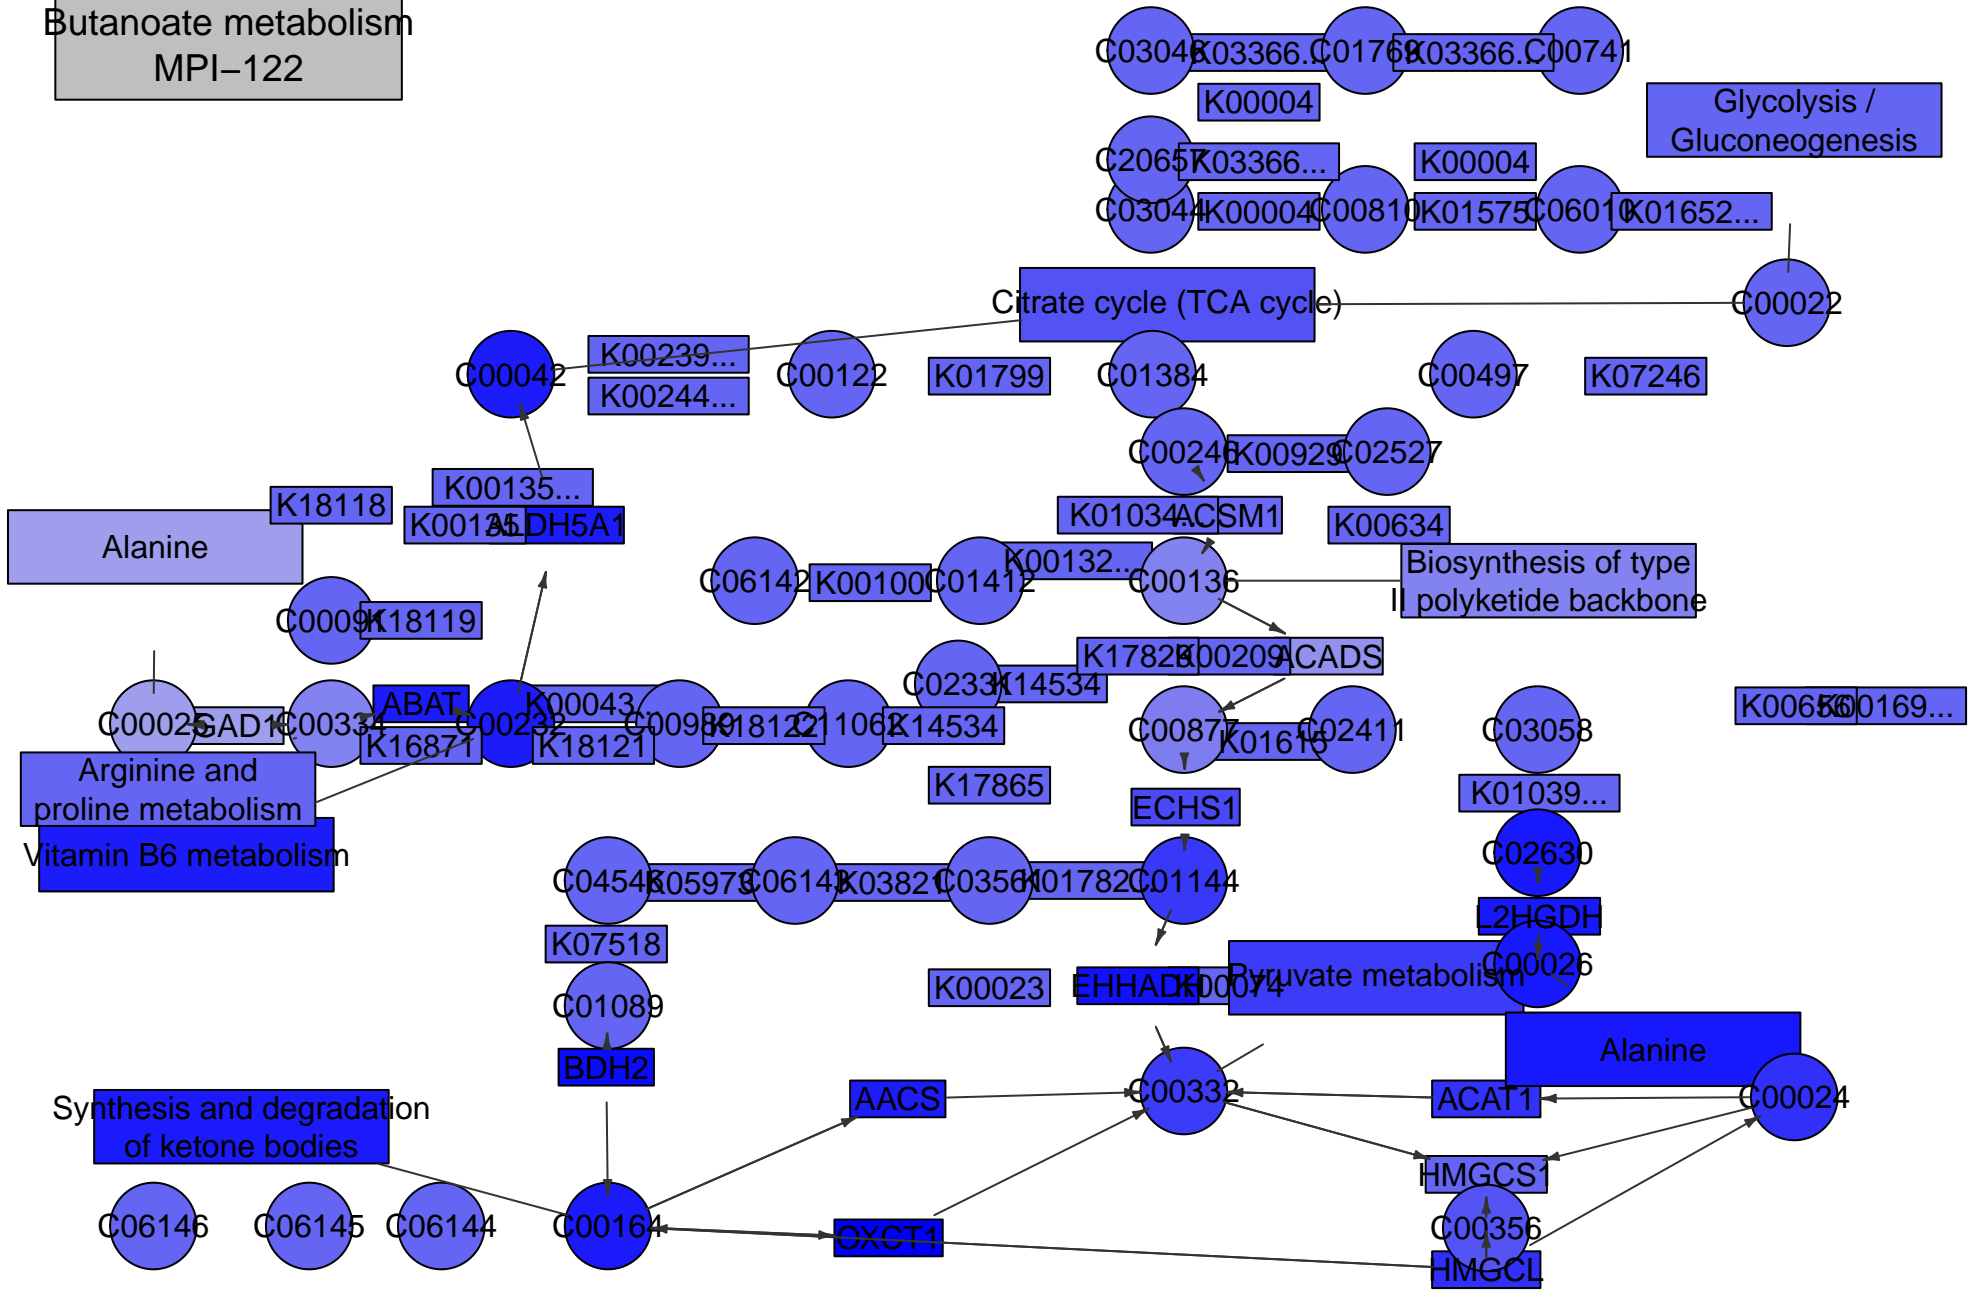 Butanoate metabolism
MPI−122
C03046
K03366...
C01769
K03366...
C00741
K00004
Glycolysis /
Gluconeogenesis
C20657
K03366...
K00004
C03044
K00004
C00810
K01575
C06010
K01652...
Citrate cycle (TCA cycle)
C00022
C00042
K00239...
K00244...
C00122
K01799
C01384
C00497
K07246
C00246
K00929
C02527
K18118
K00135...
K00135
ALDH5A1
K01034...
ACSM1
K00634
Alanine
C06142
K00100
C01412
K00132...
C00136
Biosynthesis of type
II polyketide backbone
C00091
K18119
C02331
K14534
K17829
K00209
ACADS
C00025
GAD1
C00334
ABAT
K16871
C00232
K00043...
K18121
C00989
K18122
C11062
K14534
C00877
K01615
C02411
C03058
K00656
K00169...
Arginine and
proline metabolism
K17865
ECHS1
K01039...
Vitamin B6 metabolism
C02630
C04546
K05973
C06143
K03821
C03561
K01782...
C01144
L2HGDH
K07518
C00026
C01089
K00023
EHHADH
K00074
Pyruvate metabolism
BDH2
Alanine
Synthesis and degradation
of ketone bodies
AACS
C00332
ACAT1
C00024
HMGCS1
C06146
C06145
C06144
C00164
OXCT1
C00356
HMGCL